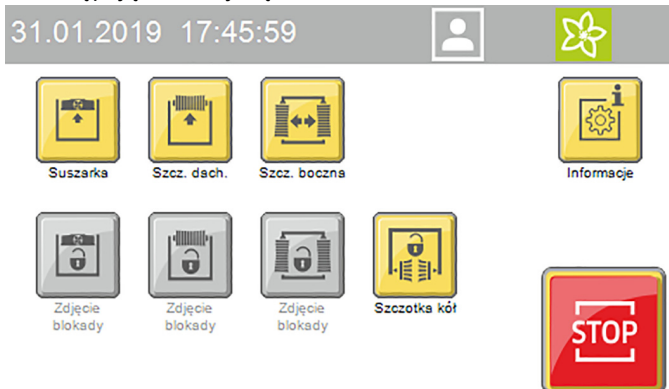 31.01.2019 17:45:59
Suszarka
Szcz. dach.
Szcz. boczna
i
Informacje
Zdjęcie
blokady
Zdjęcie
blokady
Zdjęcie
blokady
Szczotka kół
STOP